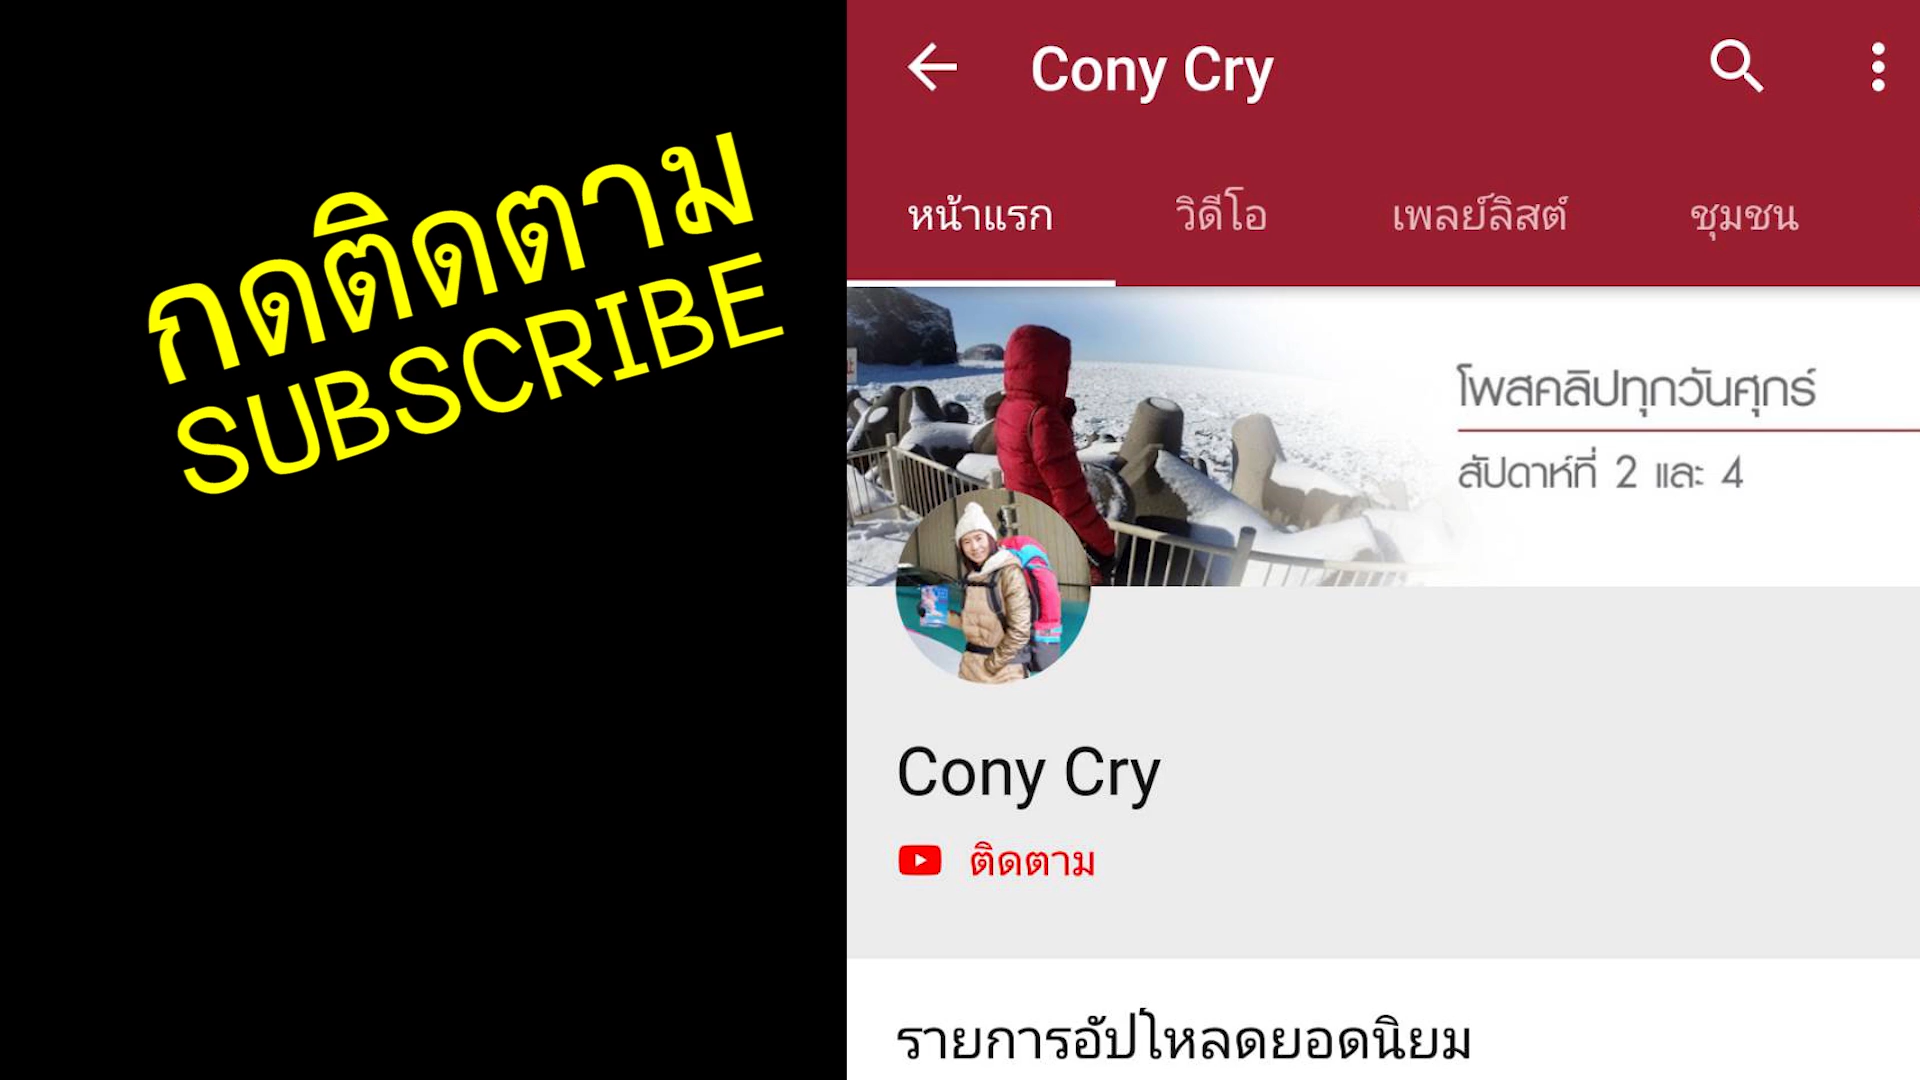 กดติดตาม
SUBSCRIBE
Cony Cry
หน้าแรก วิดีโอ เพลย์ลิสต์ ชุมชน
โพสคลิปทุกวันศุกร์
สัปดาห์ที่ 2 และ 4
Cony Cry
ติดตาม
รายการอัปโหลดยอดนิยม